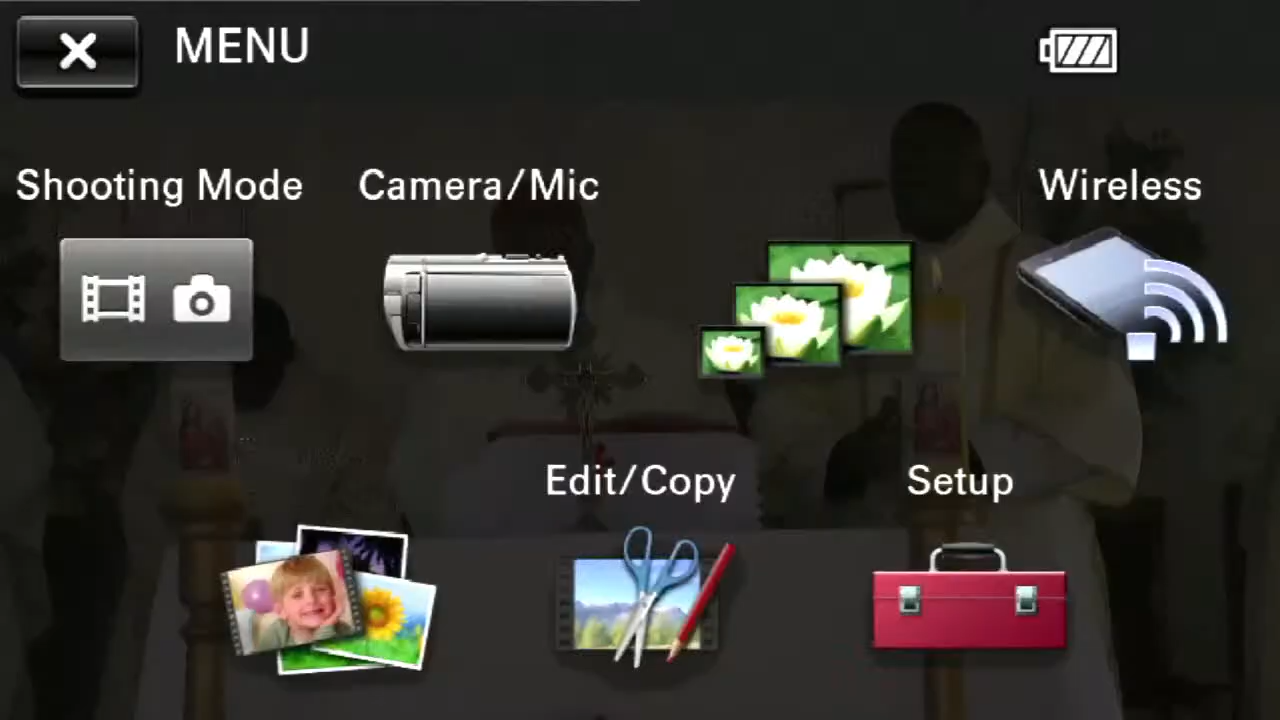 MENU
Shooting Mode
Camera/Mic
Wireless
Edit/Copy
Setup